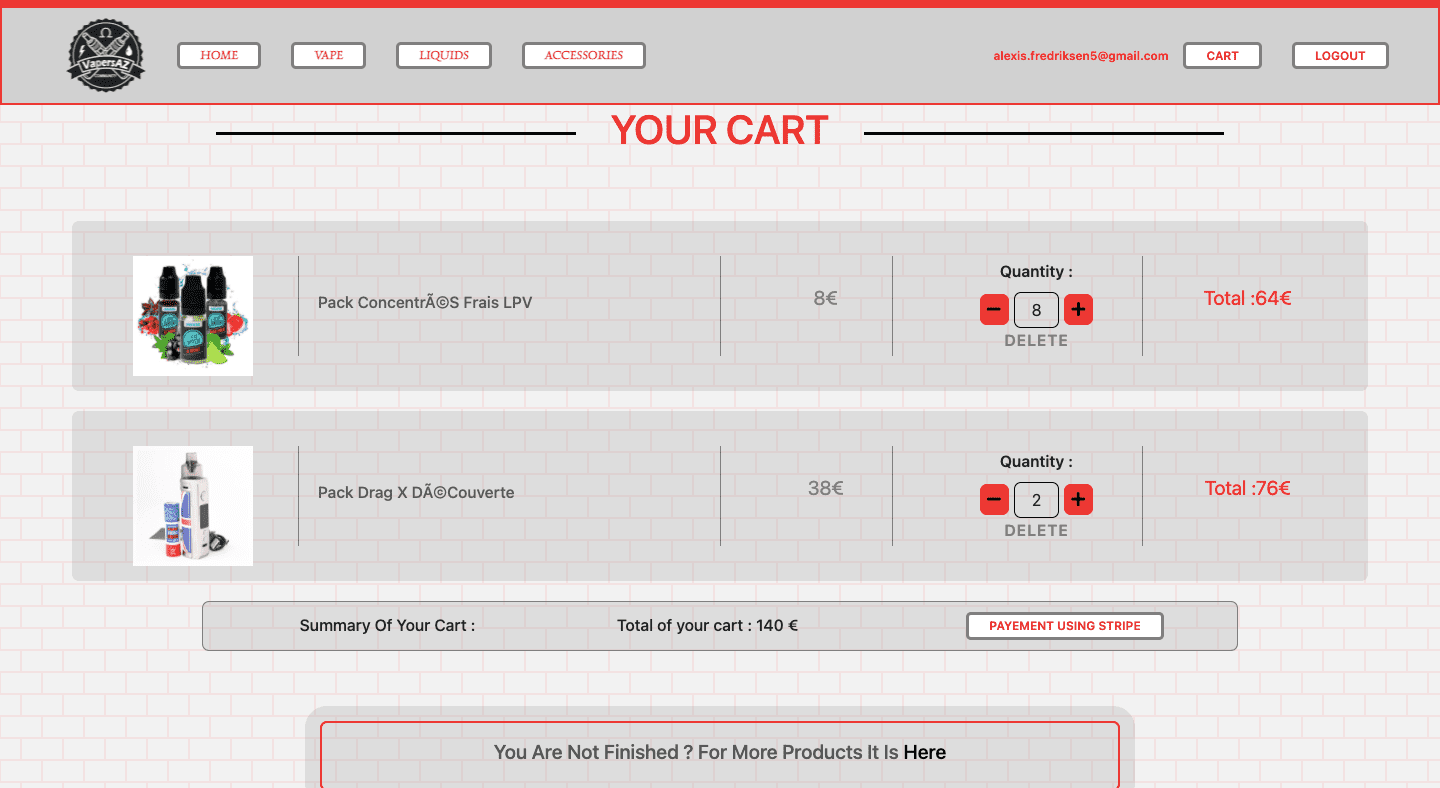 VapersAZ
COMMUNITY
HOME
VAPE
LIQUIDS
ACCESSORIES
alexis.fredriksen5@gmail.com
CART
LOGOUT
YOUR CART
Pack ConcentrÃ©S Frais LPV
8€
Quantity :
8
DELETE
Total :64€
Pack Drag X DÃ©Couverte
38€
Quantity :
2
DELETE
Total :76€
Summary Of Your Cart :
Total of your cart : 140 €
PAYEMENT USING STRIPE
You Are Not Finished ? For More Products It Is Here